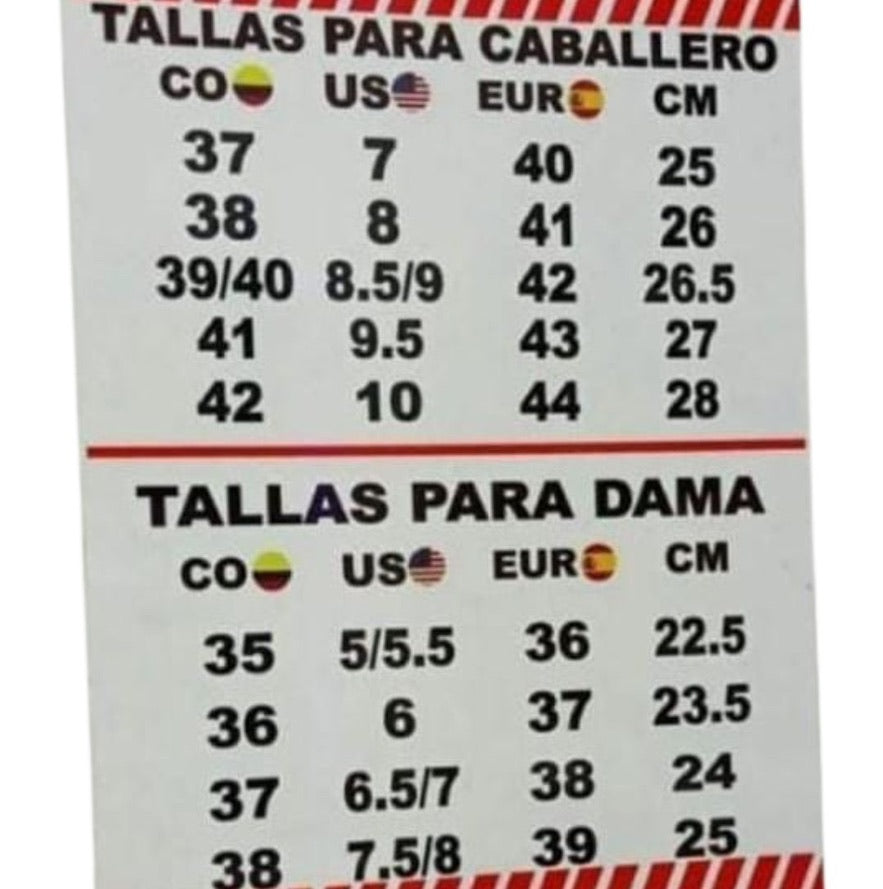 TALLAS PARA CABALLERO
CO US EUR CM
37 7 40 25
38 8 41 26
39/40 8.5/9 42 26.5
41 9.5 43 27
42 10 44 28
TALLAS PARA DAMA
CO US EUR CM
35 5/5.5 36 22.5
36 6 37 23.5
37 6.5/7 38 24
38 7.5/8 39 25